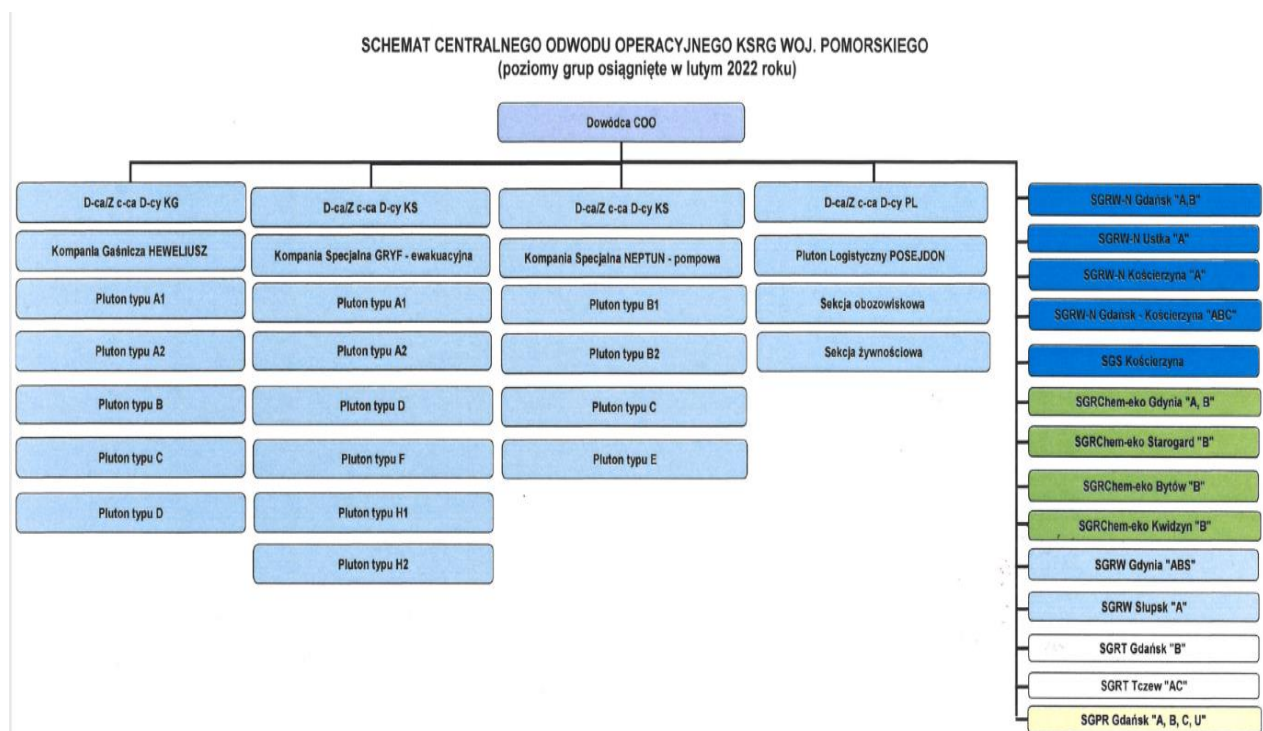 SCHEMAT CENTRALNEGO ODWODU OPERACYJNEGO KSRG WOJ. POMORSKIEGO
(poziomy grup osiągnięte w lutym 2022 roku)
Dowódca COO
D-ca/Z c-ca D-cy KG
Kompania Gaśnicza HEWELIUSZ
Pluton typu A1
Pluton typu A2
Pluton typu B
Pluton typu C
Pluton typu D
D-ca/Z c-ca D-cy KS
Kompania Specjalna GRYF - ewakuacyjna
Pluton typu A1
Pluton typu A2
Pluton typu D
Pluton typu F
Pluton typu H1
Pluton typu H2
D-ca/Z c-ca D-cy KS
Kompania Specjalna NEPTUN - pompowa
Pluton typu B1
Pluton typu B2
Pluton typu C
Pluton typu E
D-ca/Z c-ca D-cy PL
Pluton Logistyczny POSEJDON
Sekcja obozowiskowa
Sekcja żywnościowa
SGRW-N Gdańsk "A,B"
SGRW-N Ustka "A"
SGRW-N Kościerzyna "A"
SGRW-N Gdańsk - Kościerzyna "ABC"
SGS Kościerzyna
SGRChem-eko Gdynia "A, B"
SGRChem-eko Starogard "B"
SGRChem-eko Bytów "B"
SGRChem-eko Kwidzyn "B"
SGRW Gdynia "ABS"
SGRW Słupsk "A"
SGRT Gdańsk "B"
SGRT Tczew "AC"
SGPR Gdańsk "A, B, C, U"